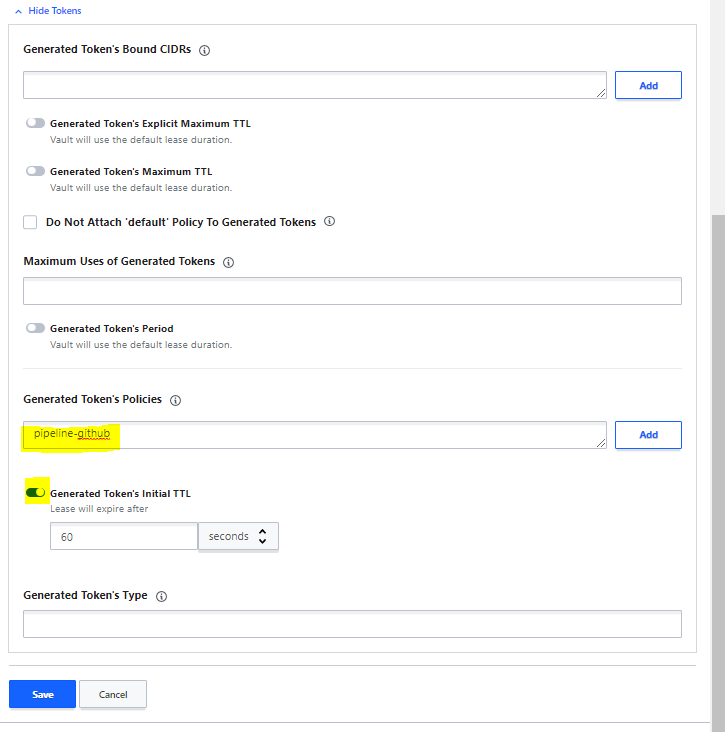 Hide Tokens
Generated Token's Bound CIDRs
Add
Generated Token's Explicit Maximum TTL
Vault will use the default lease duration.
Generated Token's Maximum TTL
Vault will use the default lease duration.
Do Not Attach 'default' Policy To Generated Tokens
Maximum Uses of Generated Tokens
Generated Token's Period
Vault will use the default lease duration.
Generated Token's Policies
pipeline-github
Add
Generated Token's Initial TTL
Lease will expire after
60 seconds
Generated Token's Type
Save Cancel